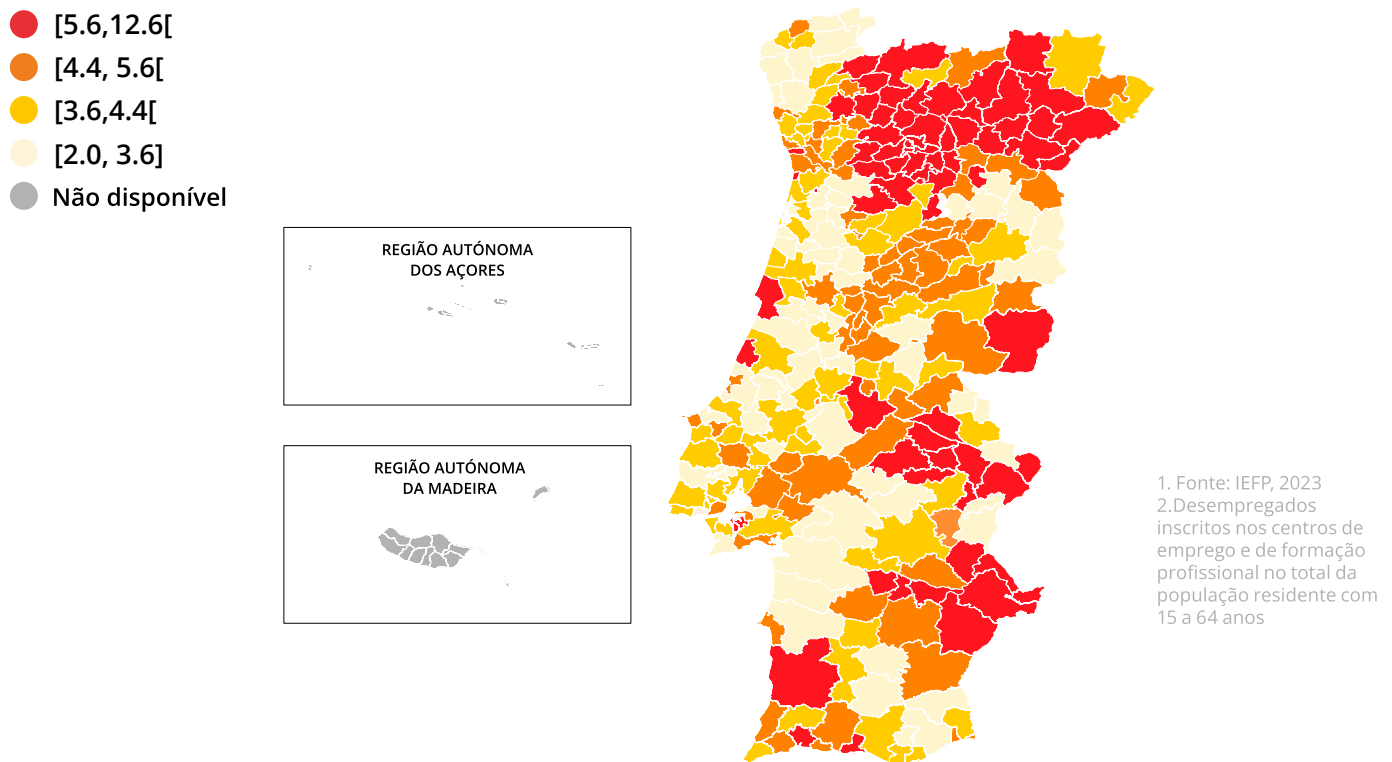 [5.6,12.6[
[4.4, 5.6[
[3.6,4.4[
[2.0, 3.6]
Não disponível
REGIÃO AUTÓNOMA
DOS AÇORES
REGIÃO AUTÓNOMA
DA MADEIRA
1. Fonte: IEFP, 2023
2.Desempregados
inscritos nos centros de
emprego e de formação
profissional no total da
população residente com
15 a 64 anos